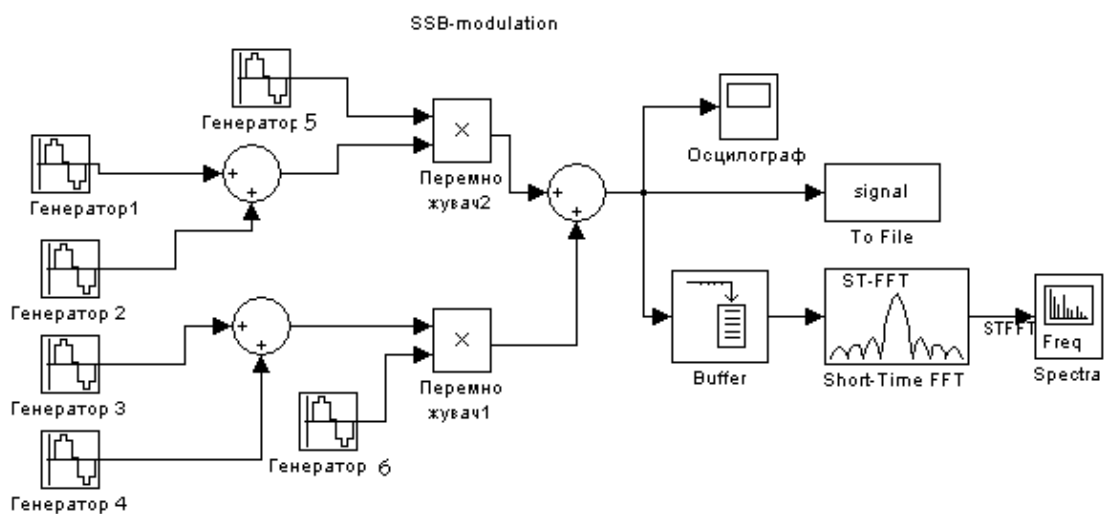 SSB-modulation
Генератор 5
Генератор1
Перемно
жувач2
Осцилограф
signal
To File
Генератор 2
ST-FFT
STFFT
Freq
Buffer
Short-Time FFT
Spectra
Генератор 3
Перемно
жувач1
Генератор 6
Генератор 4